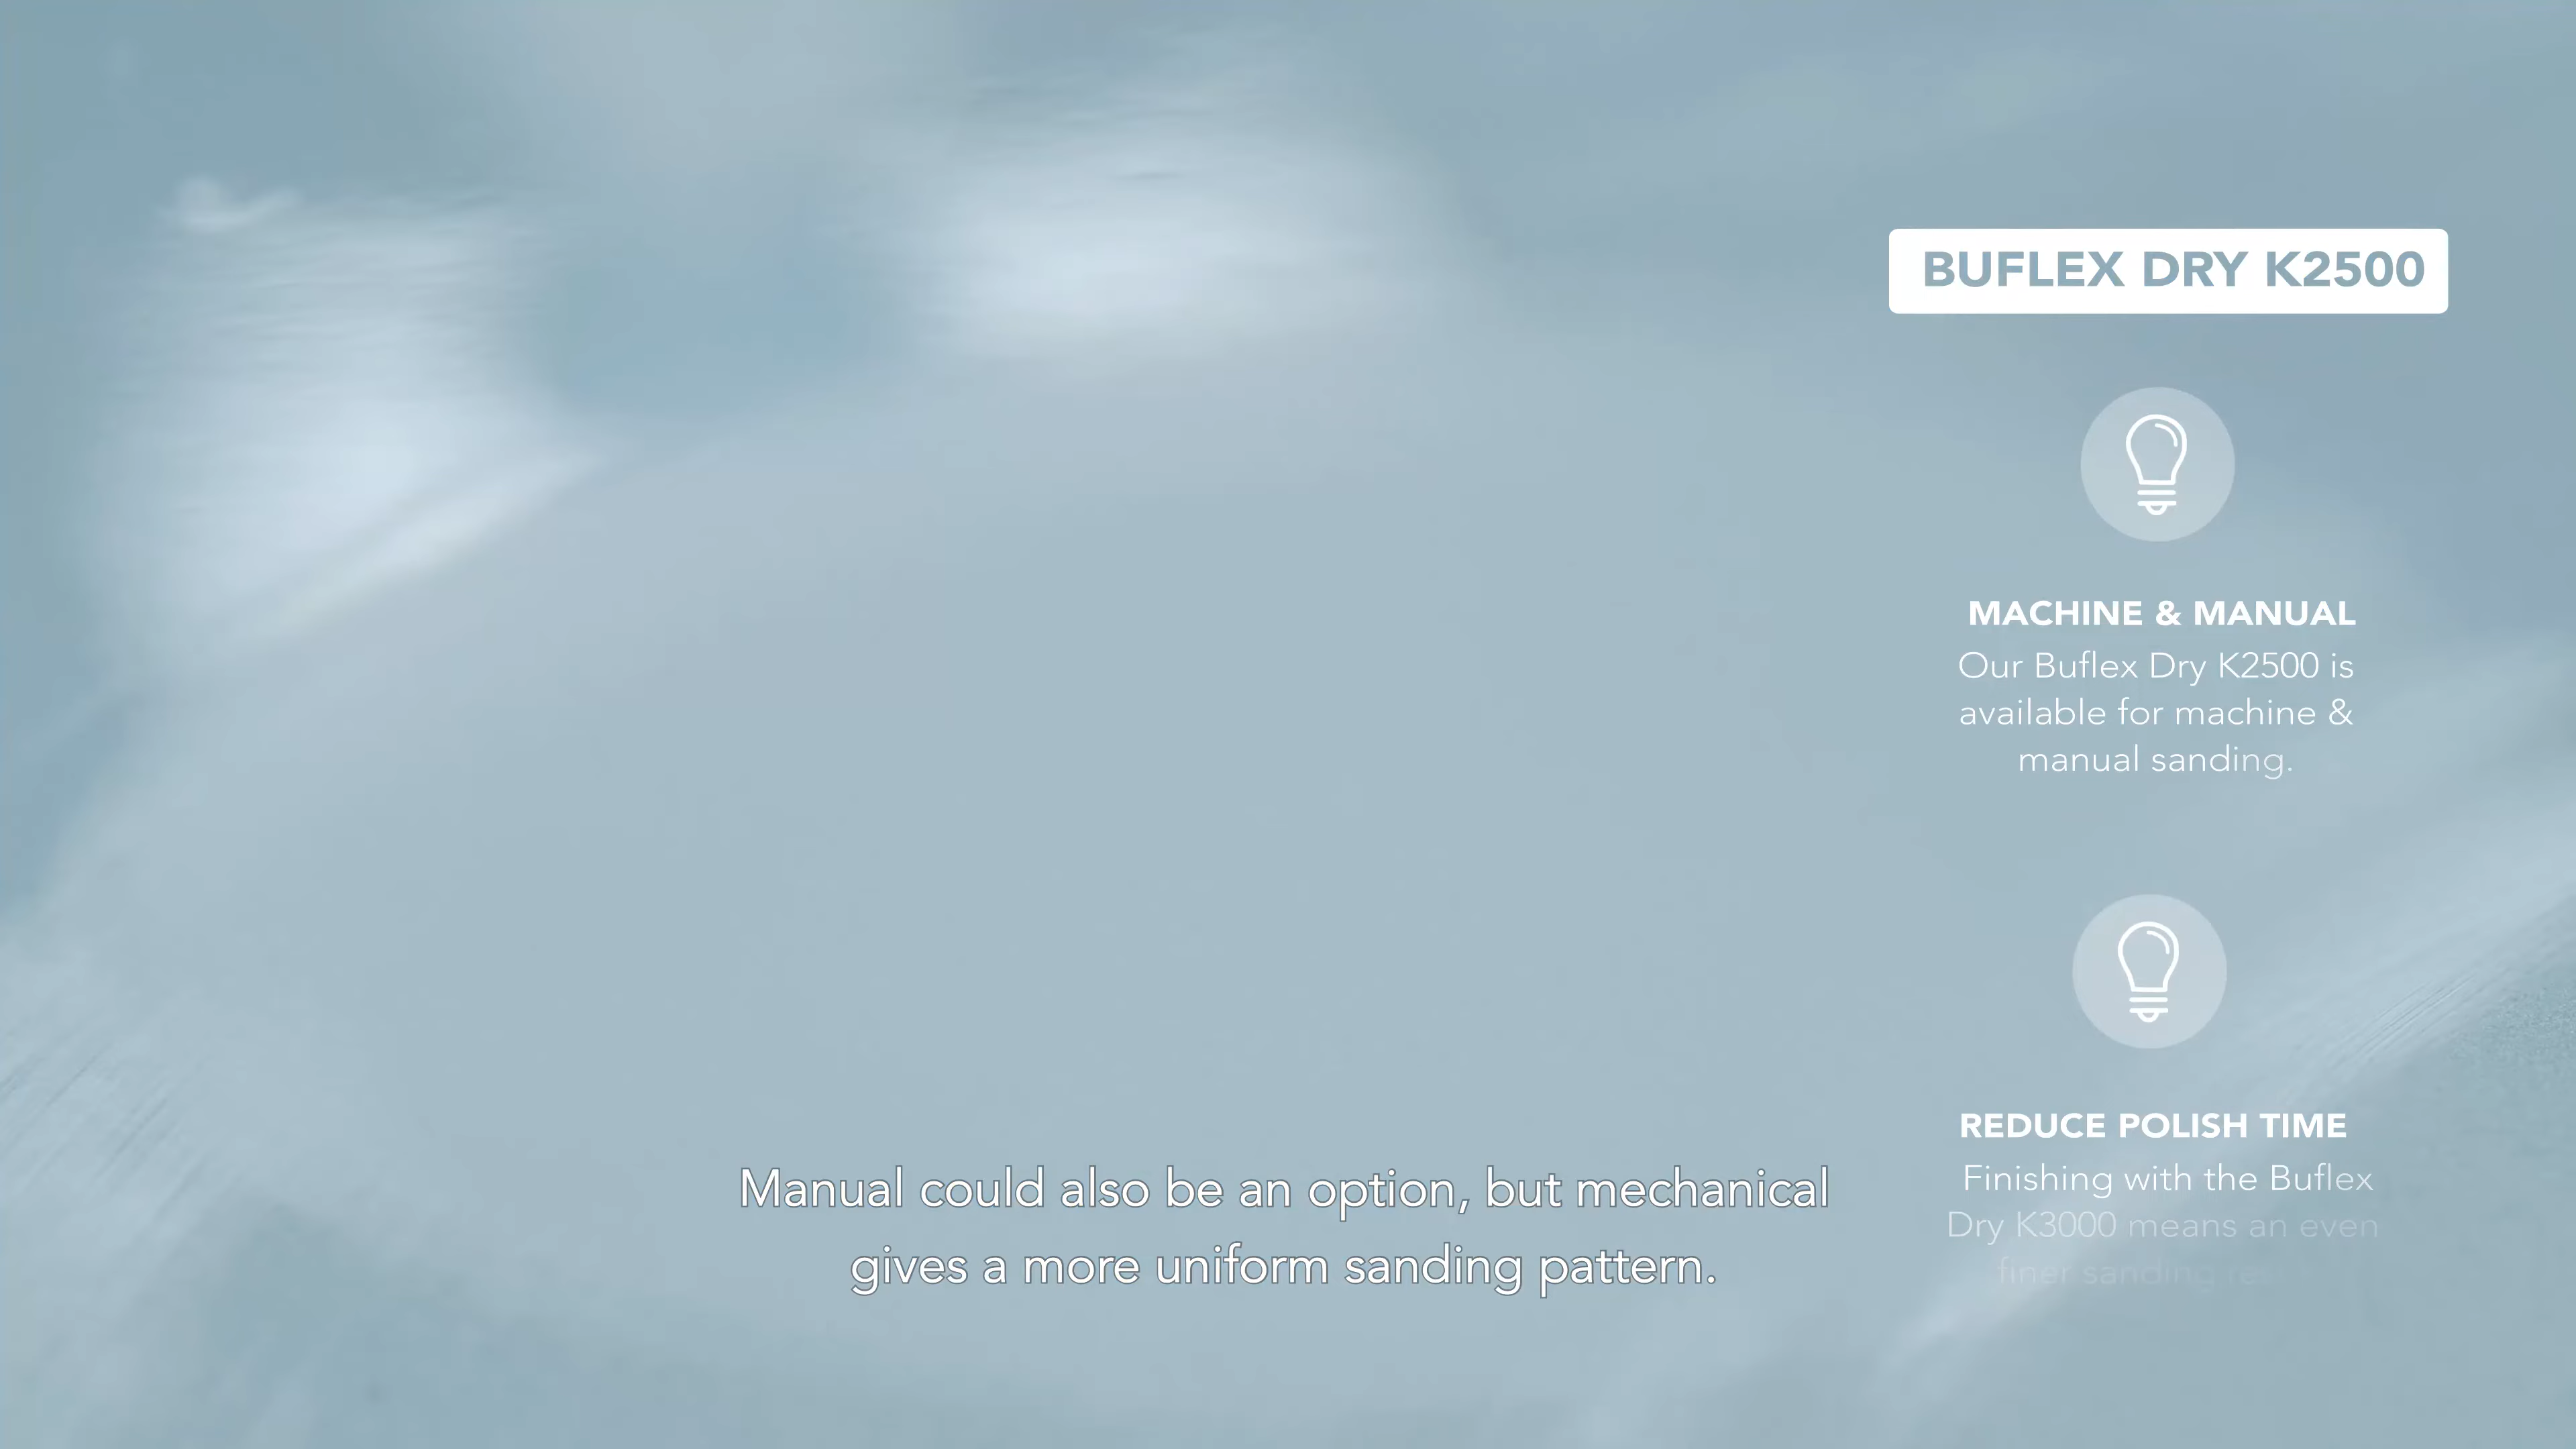 BUFLEX DRY K2500
MACHINE & MANUAL
Our Buflex Dry K2500 is
available for machine &
manual sanding.
REDUCE POLISH TIME
Finishing with the Buflex
Dry K3000 means an even
finer sanding
Manual could also be an option, but mechanical
gives a more uniform sanding pattern.